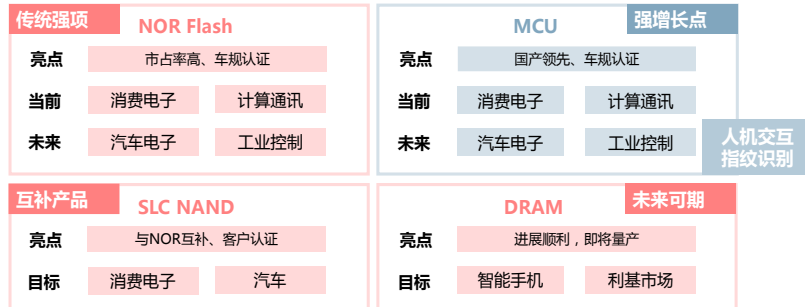 传统强项
NOR Flash
亮点 市占率高、车规认证
当前 消费电子 计算通讯
未来 汽车电子 工业控制
强增长点
MCU
亮点 国产领先、车规认证
当前 消费电子 计算通讯
未来 汽车电子 工业控制
人机交互
指纹识别
互补产品
SLC NAND
亮点 与NOR互补、客户认证
目标 消费电子 汽车
未来可期
DRAM
亮点 进展顺利，即将量产
目标 智能手机 利基市场